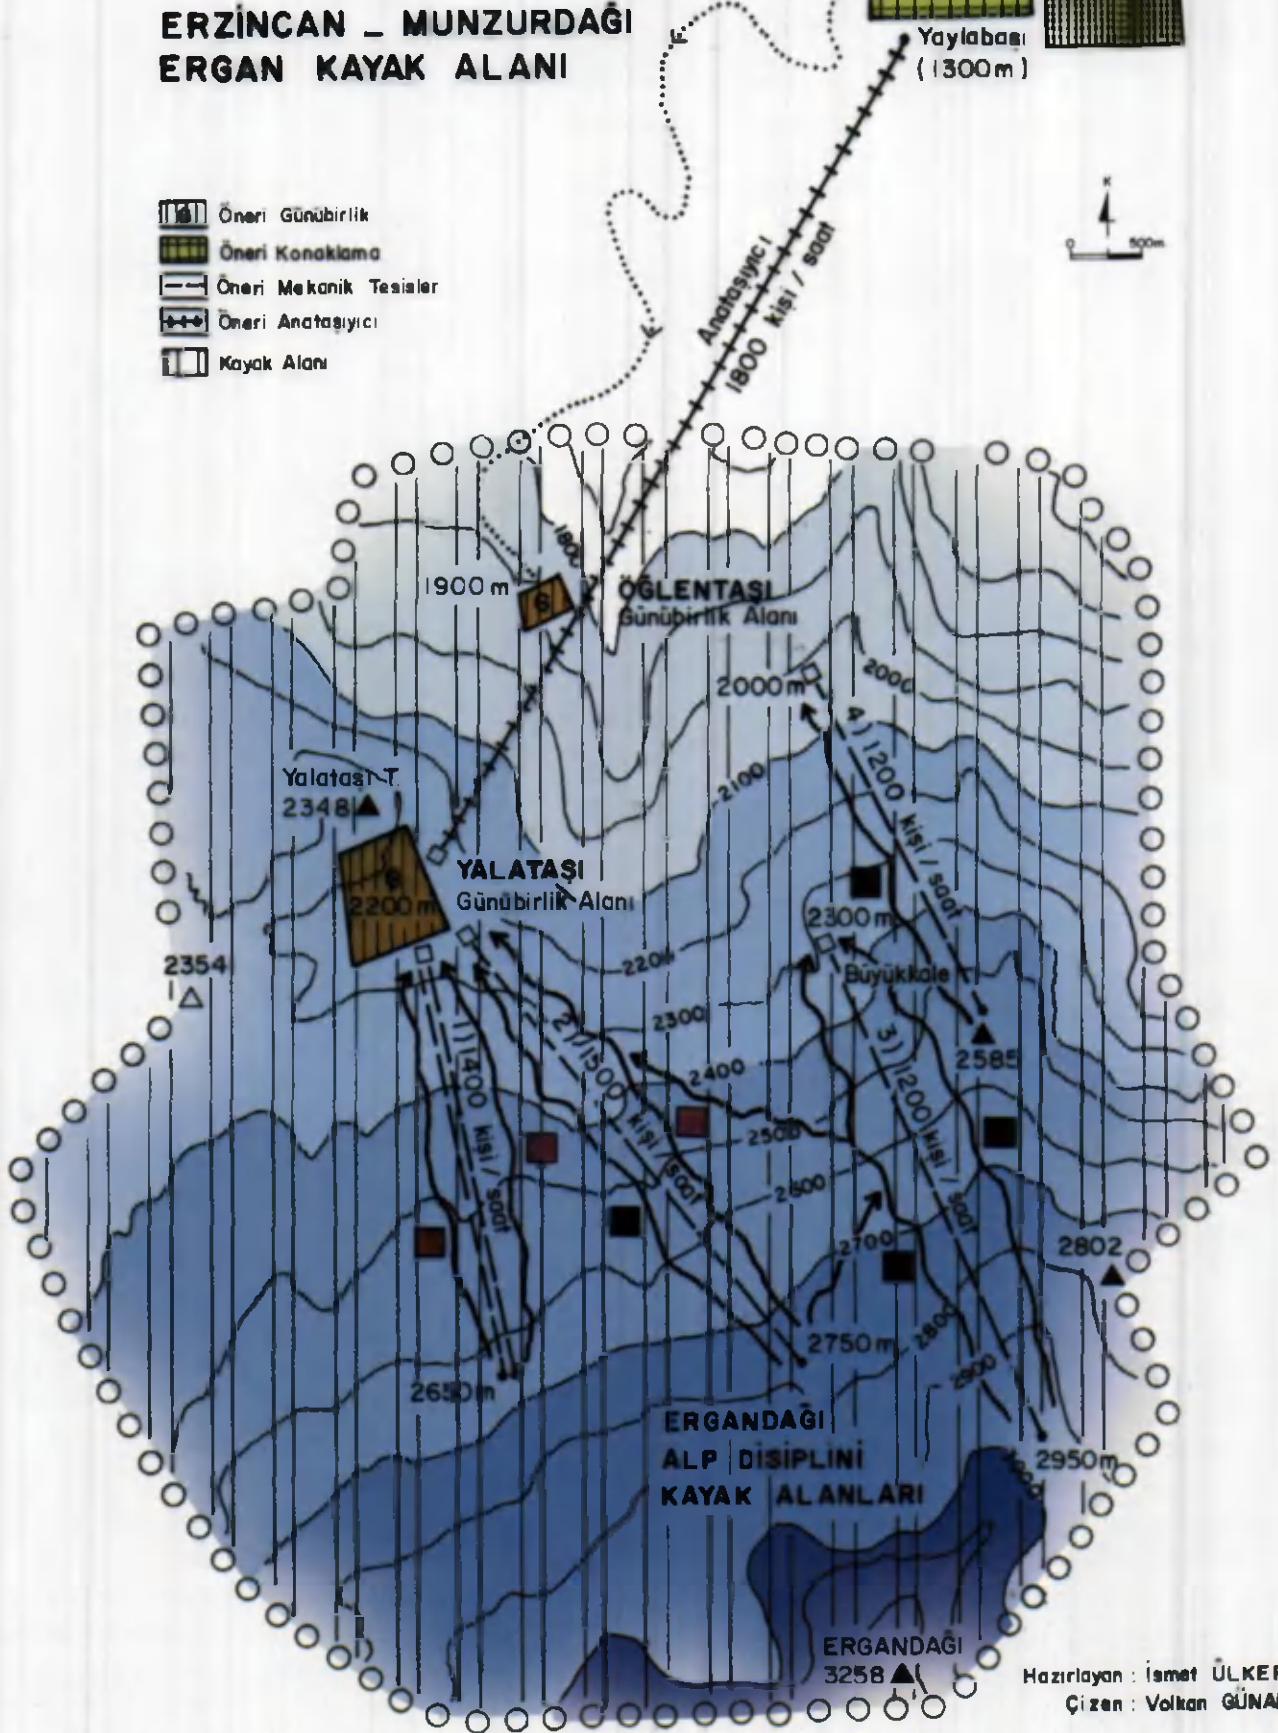 ERZİNCAN _ MUNZURDAĞI
ERGAN KAYAK ALANI
Yaylabaşı
(1300m)
K
0 500m
Öneri Günübirlik
Öneri Konaklama
Öneri Mekanik Tesisler
Öneri Anataşıyıcı
Kayak Alanı
Anataşıyıcı
1800 kişi / saat
1800
1900 m
G
ÖĞLENTAŞI
Günübirlik Alanı
2000m
2000
4) 1200 kişi / saat
2100
Yalataşı T.
2348
YALATAŞI
Günübirlik Alanı
2200 m
2300 m
2354
2200
Büyükkale
2300
2585
2400
1) 1400 kişi / saat
2) 1500 kişi / saat
3) 1200 kişi / saat
2500
2600
2700
2802
2750m
2800
2900
2650m
ERGANDAĞI
ALP DİSİPLİNİ
KAYAK ALANLARI
2950m
ERGANDAĞI
3258
Hazırlayan : İsmet ÜLKER
Çizen : Volkan